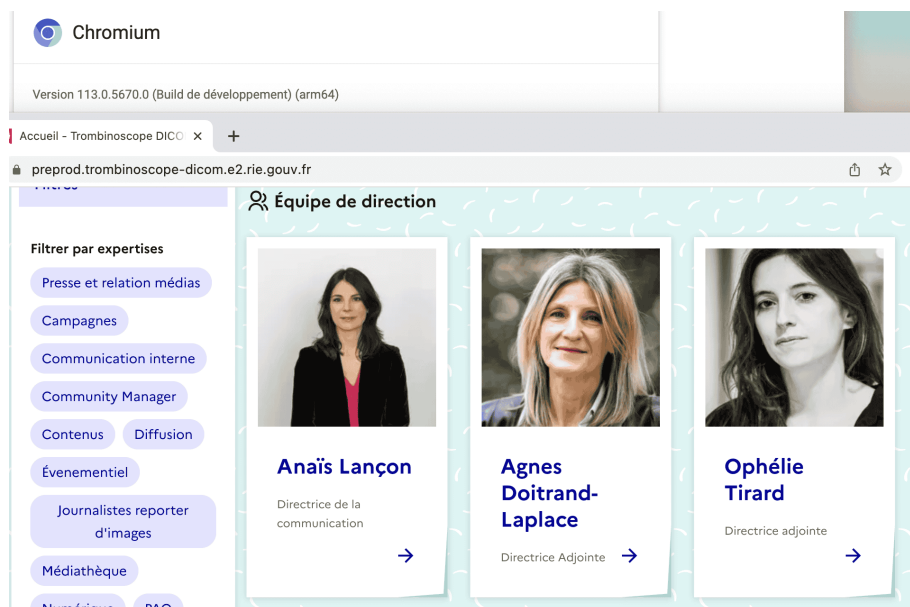 Chromium
Version 113.0.5670.0 (Build de développement) (arm64)
Accueil - Trombinoscope DICO
preprod.trombinoscope-dicom.e2.rie.gouv.fr
Filtres
Équipe de direction
Filtrer par expertises
Presse et relation médias
Campagnes
Communication interne
Community Manager
Contenus
Diffusion
Évenementiel
Journalistes reporter
d'images
Médiathèque
Numérique
PAO
Anaïs Lançon
Directrice de la
communication
Agnes
Doitrand-
Laplace
Directrice Adjointe
Ophélie
Tirard
Directrice adjointe